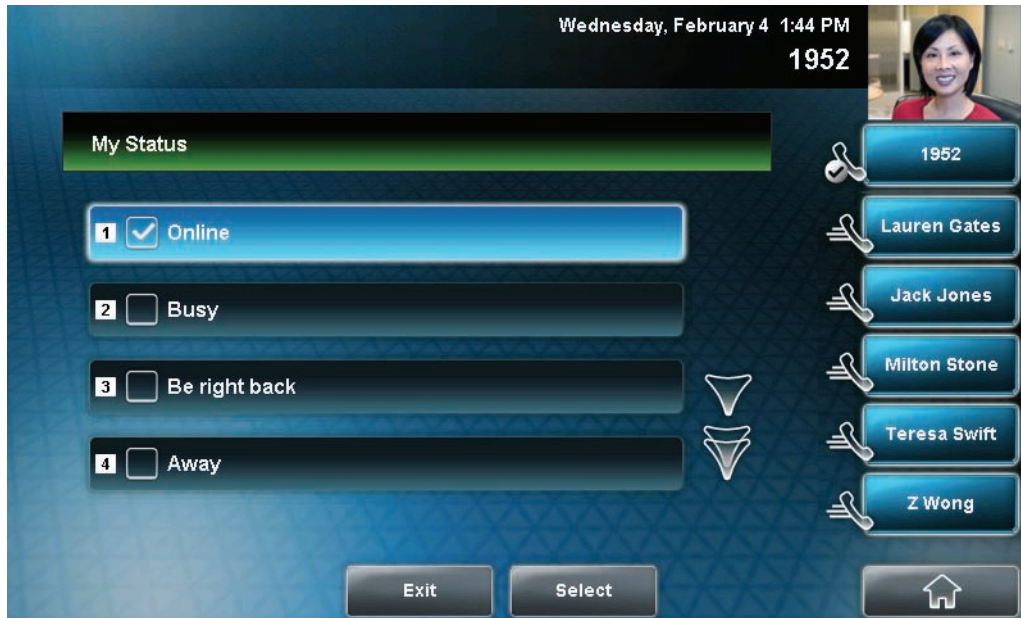 Wednesday, February 4 1:44 PM
1952
My Status
1 Online
2 Busy
3 Be right back
4 Away
1952
Lauren Gates
Jack Jones
Milton Stone
Teresa Swift
Z Wong
Exit
Select